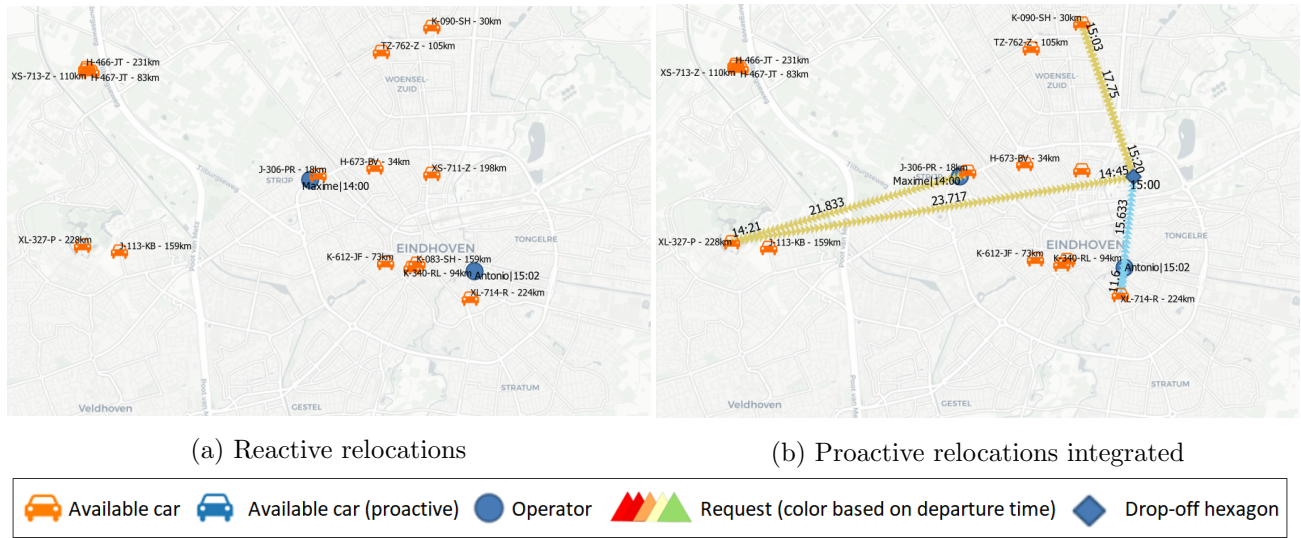 K-090-SH - 30km
TZ-762-Z - 105km
H-466-JT - 231km
XS-713-Z - 110km
H-467-JT - 83km
WOENSEL-
ZUID
Tilburgseweg
H-673-BV - 34km
J-306-PR - 18km
XS-711-Z - 198km
STRIJP
Maxime|14:00
XL-327-P - 228km
J-113-KB - 159km
EINDHOVEN
TONGELRE
K-612-JF - 73km
K-083-SH - 159km
K-340-RL - 94km
Antonio|15:02
XL-714-R - 224km
STRATUM
Veldhoven
GESTEL
K-090-SH - 30km
15:03
TZ-762-Z - 105km
H-466-JT - 231km
XS-713-Z - 110km
H-467-JT - 83km
WOENSEL-
ZUID
17.75
Tilburgseweg
H-673-BV - 34km
15:20
J-306-PR - 18km
14:45
Maxime|14:00
15:00
23.717
21.833
15.633
14:21
XL-327-P - 228km
J-113-KB - 159km
EINDHOVEN
TONGELRE
K-612-JF - 73km
K-340-RL - 94km
Antonio|15:02
11.6
XL-714-R - 224km
STRATUM
Veldhoven
GESTEL
(a) Reactive relocations
(b) Proactive relocations integrated
Available car
Available car (proactive)
Operator
Request (color based on departure time)
Drop-off hexagon